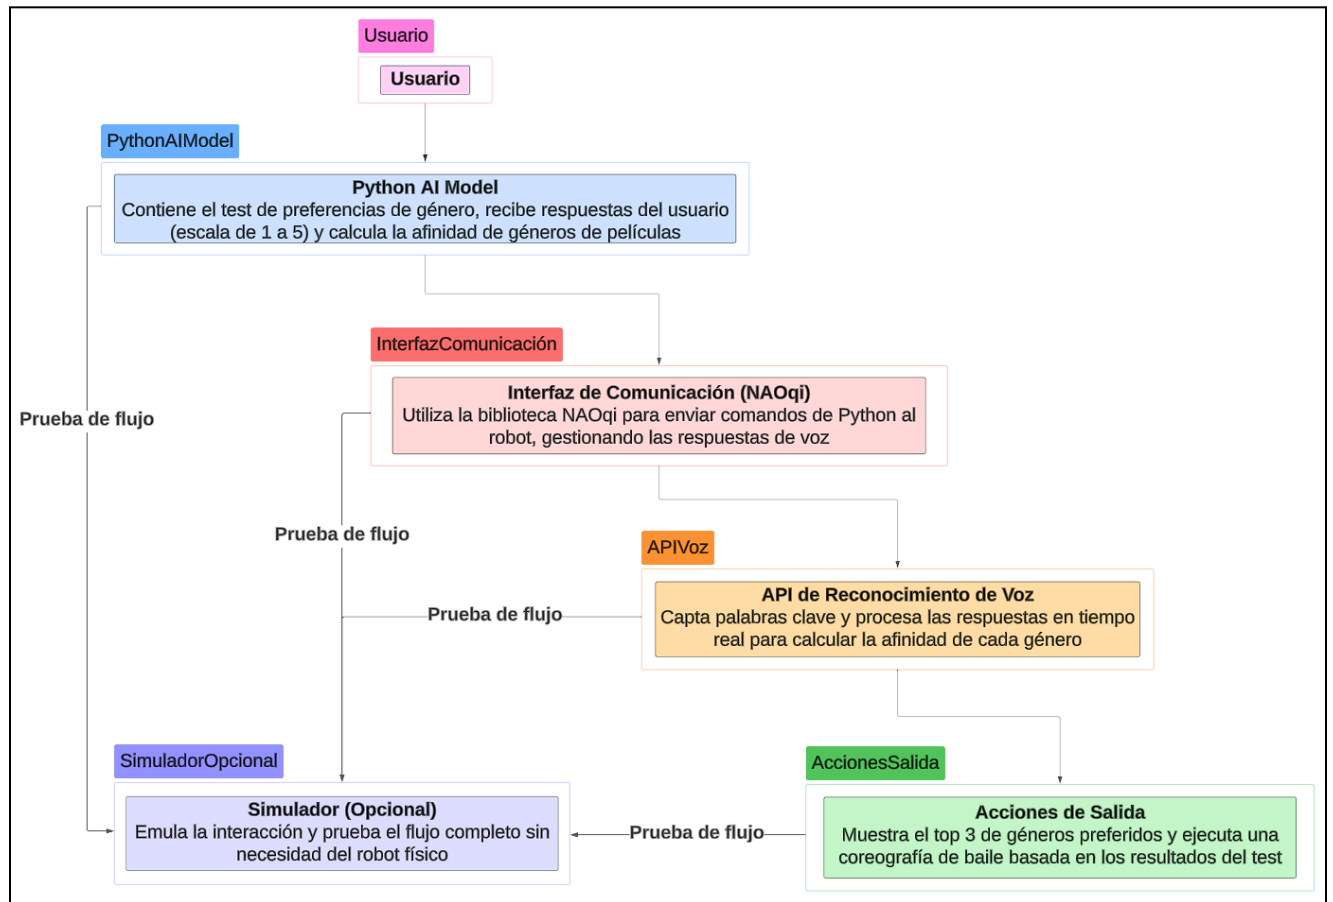 Usuario
Usuario
PythonAIModel
Python AI Model
Contiene el test de preferencias de género, recibe respuestas del usuario
(escala de 1 a 5) y calcula la afinidad de géneros de películas
InterfazComunicación
Interfaz de Comunicación (NAOqi)
Utiliza la biblioteca NAOqi para enviar comandos de Python al
robot, gestionando las respuestas de voz
Prueba de flujo
Prueba de flujo
APIVoz
API de Reconocimiento de Voz
Capta palabras clave y procesa las respuestas en tiempo
real para calcular la afinidad de cada género
Prueba de flujo
SimuladorOpcional
Simulador (Opcional)
Emula la interacción y prueba el flujo completo sin
necesidad del robot físico
Prueba de flujo
AccionesSalida
Acciones de Salida
Muestra el top 3 de géneros preferidos y ejecuta una
coreografía de baile basada en los resultados del test